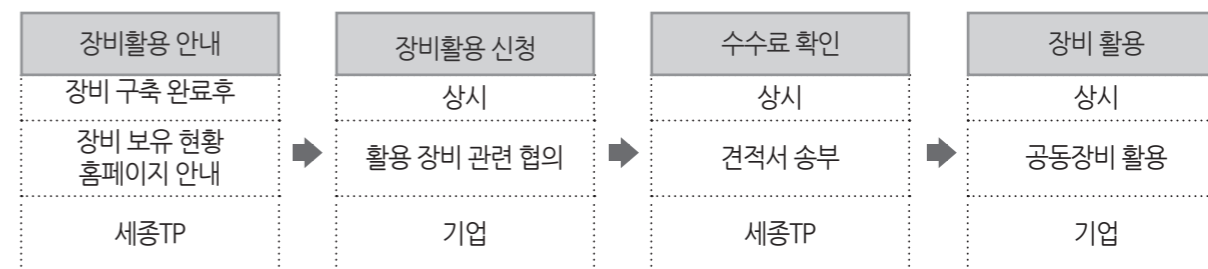 장비활용 안내
장비 구축 완료후
장비 보유 현황
홈페이지 안내
세종TP
장비활용 신청
상시
활용 장비 관련 협의
기업
수수료 확인
상시
견적서 송부
세종TP
장비 활용
상시
공동장비 활용
기업